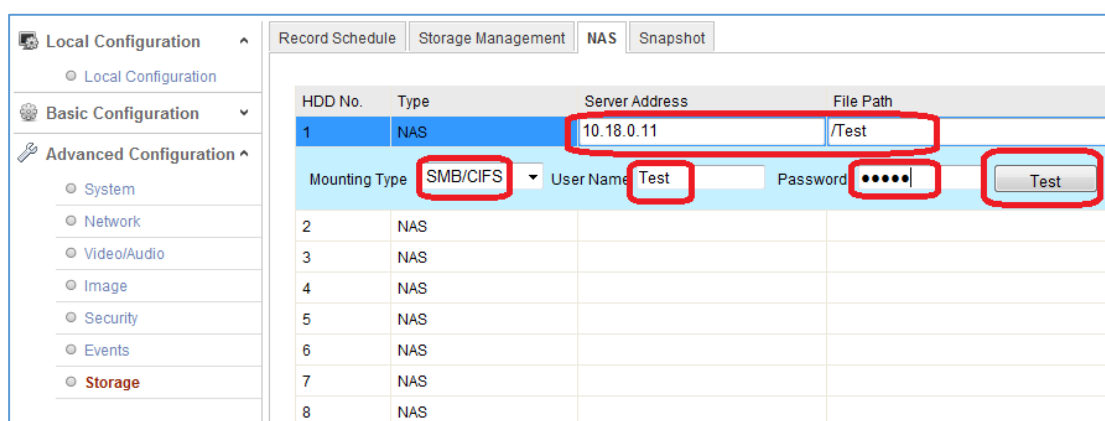 Local Configuration
Local Configuration
Basic Configuration
Advanced Configuration
System
Network
Video/Audio
Image
Security
Events
Storage
Record Schedule Storage Management NAS Snapshot
HDD No. Type Server Address File Path
1 NAS 10.18.0.11 /Test
Mounting Type SMB/CIFS User Name Test Password ●●●●● Test
2 NAS
3 NAS
4 NAS
5 NAS
6 NAS
7 NAS
8 NAS